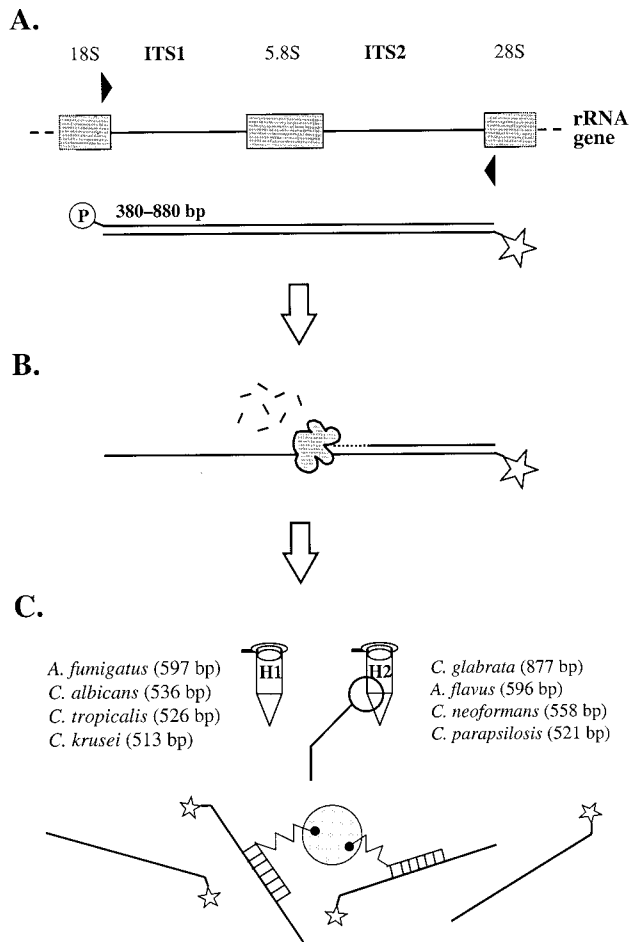 A.
18S ITS1 5.8S ITS2 28S
rRNA
gene
P 380–880 bp
B.
C.
H1 H2
A. fumigatus (597 bp)
C. albicans (536 bp)
C. tropicalis (526 bp)
C. krusei (513 bp)
C. glabrata (877 bp)
A. flavus (596 bp)
C. neoformans (558 bp)
C. parapsilosis (521 bp)